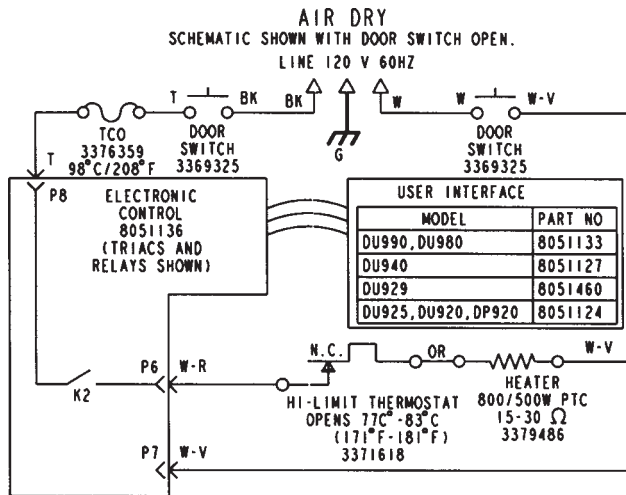 AIR DRY
SCHEMATIC SHOWN WITH DOOR SWITCH OPEN.
LINE 120 V 60HZ
T BK BK W W W-V
TCO
3376359
98°C/208°F
DOOR
SWITCH
3369325
G
DOOR
SWITCH
3369325
T
P8
ELECTRONIC
CONTROL
8051136
(TRIACS AND
RELAYS SHOWN)
USER INTERFACE
MODEL PART NO
DU990,DU980 8051133
DU940 8051127
DU929 8051460
DU925,DU920,DP920 8051124
K2
P6 W-R
N.C. OR W-V
HI-LIMIT THERMOSTAT
OPENS 77C°-83°C
(171°F-181°F)
3371618
HEATER
800/500W PTC
15-30 Ω
3379486
P7 W-V